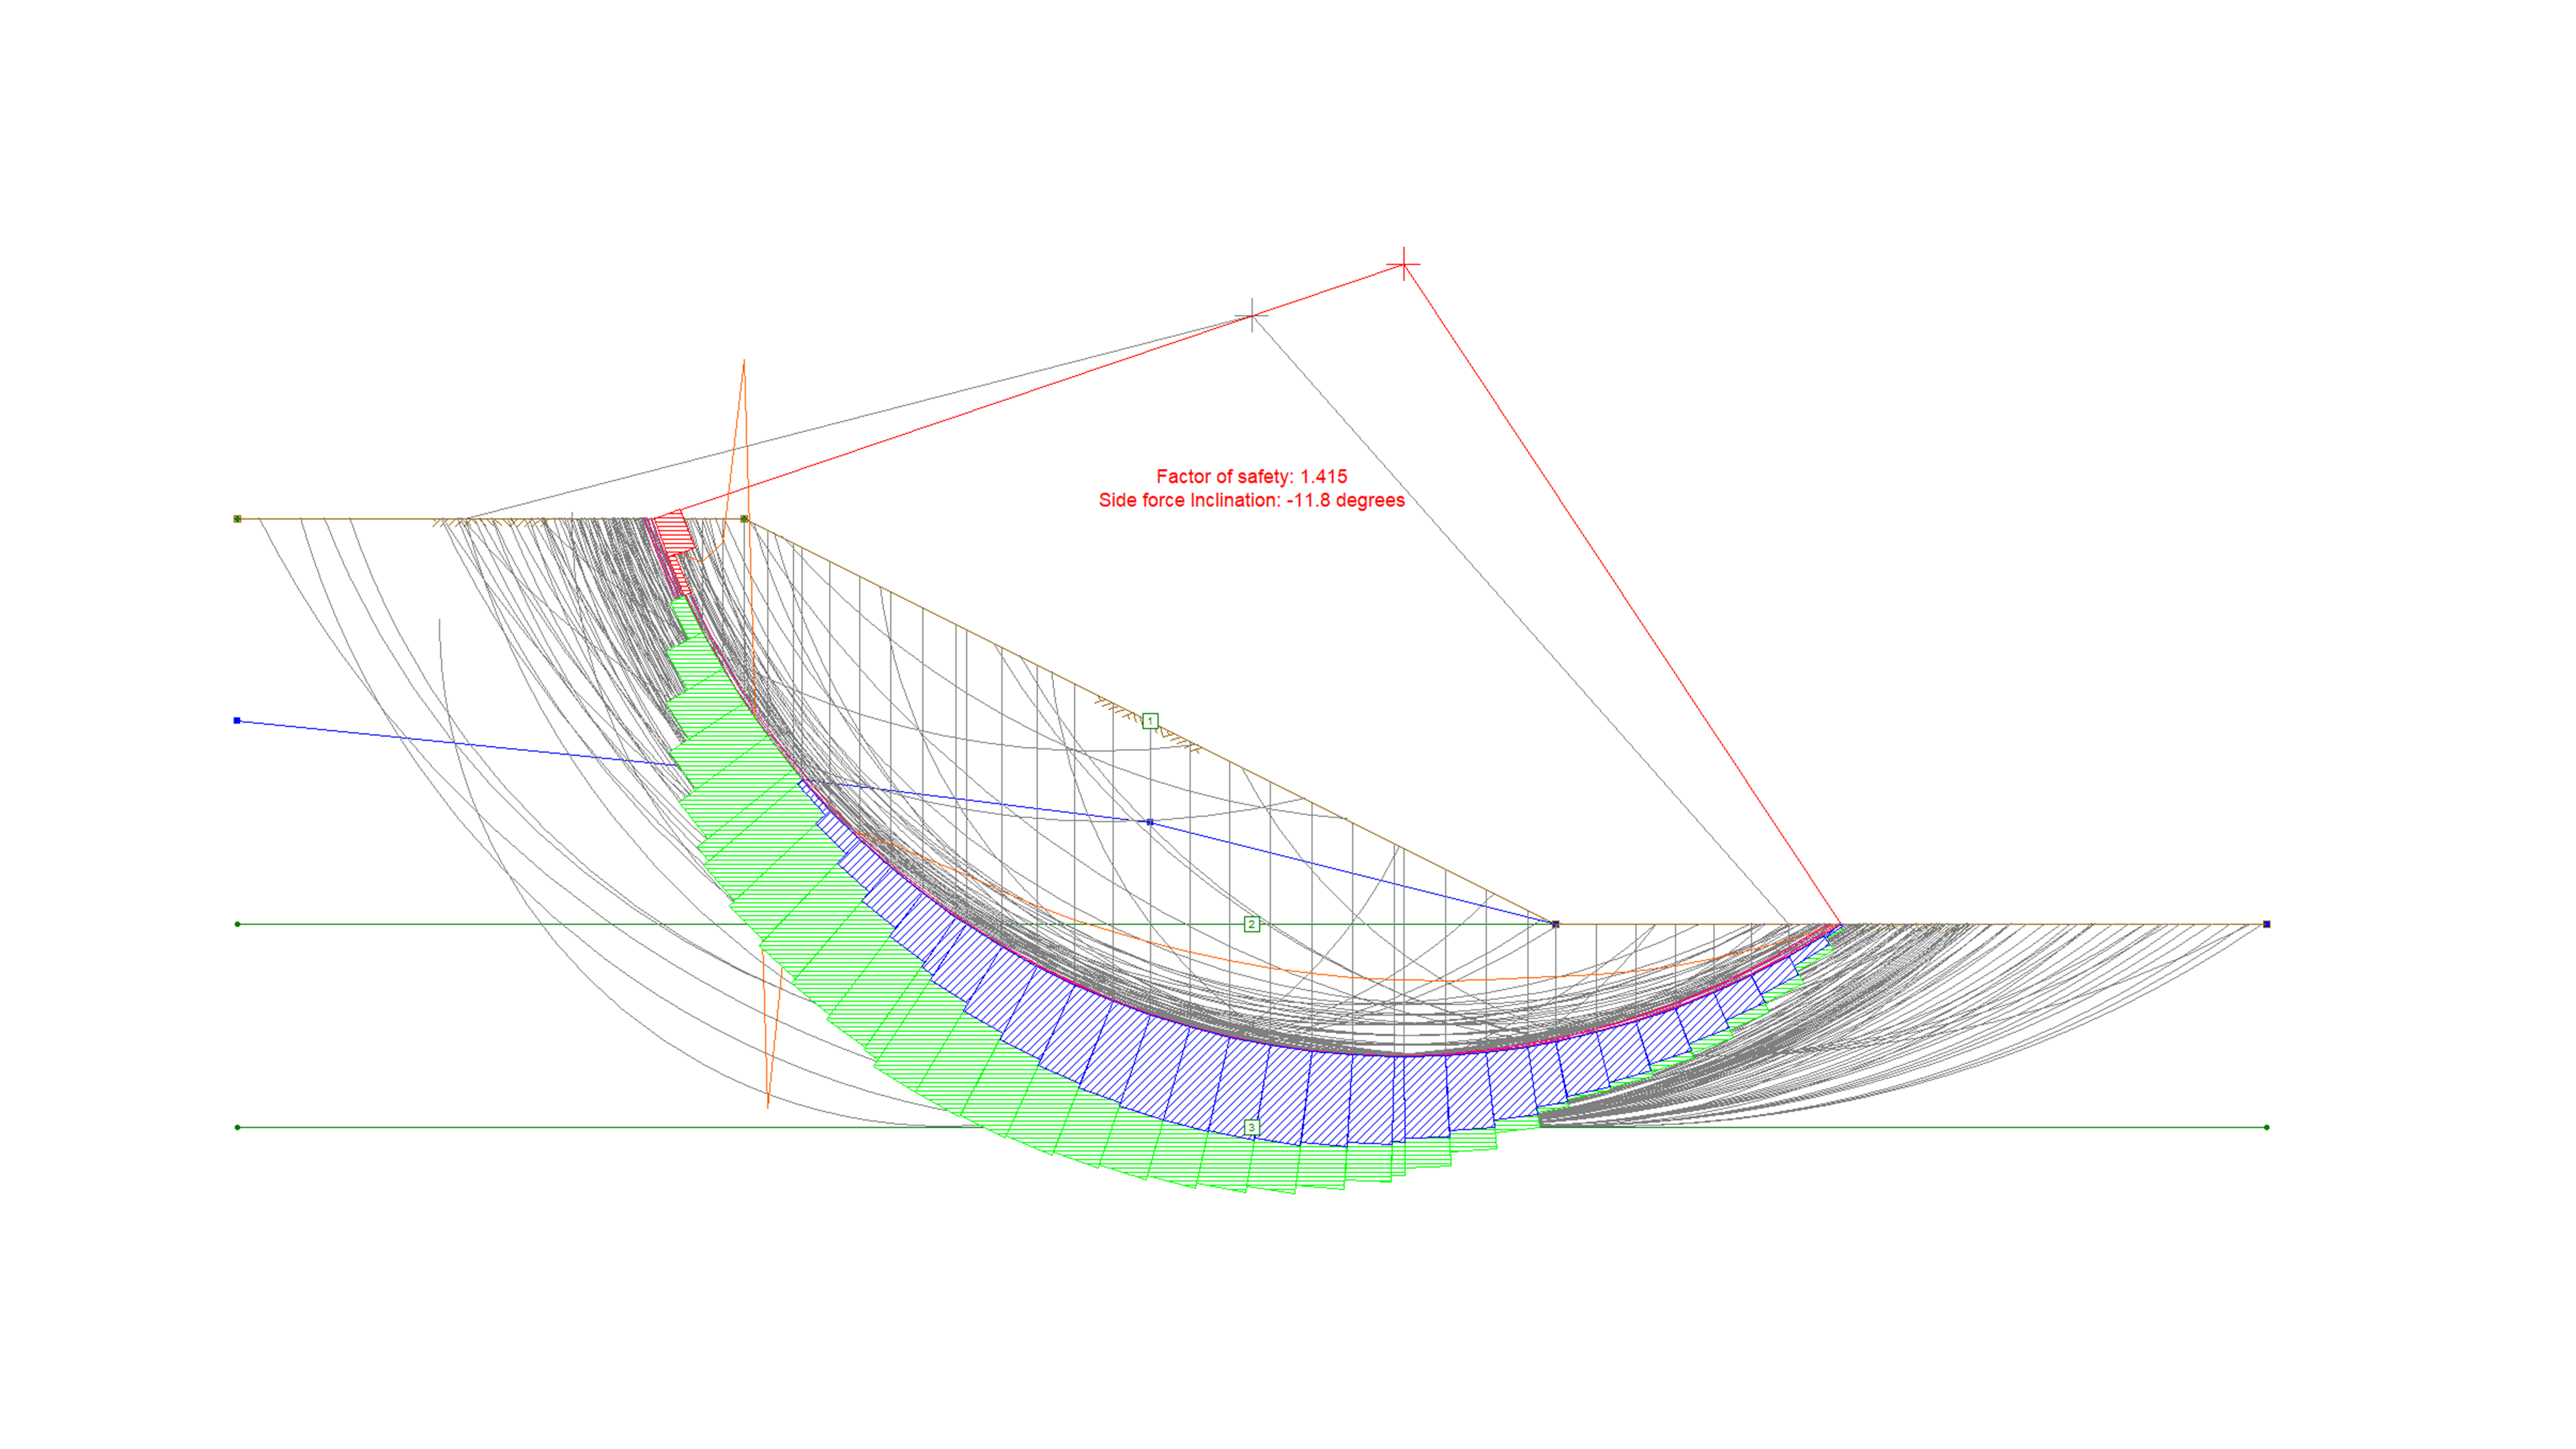 Factor of safety: 1.415
Side force Inclination: -11.8 degrees
1
2
3